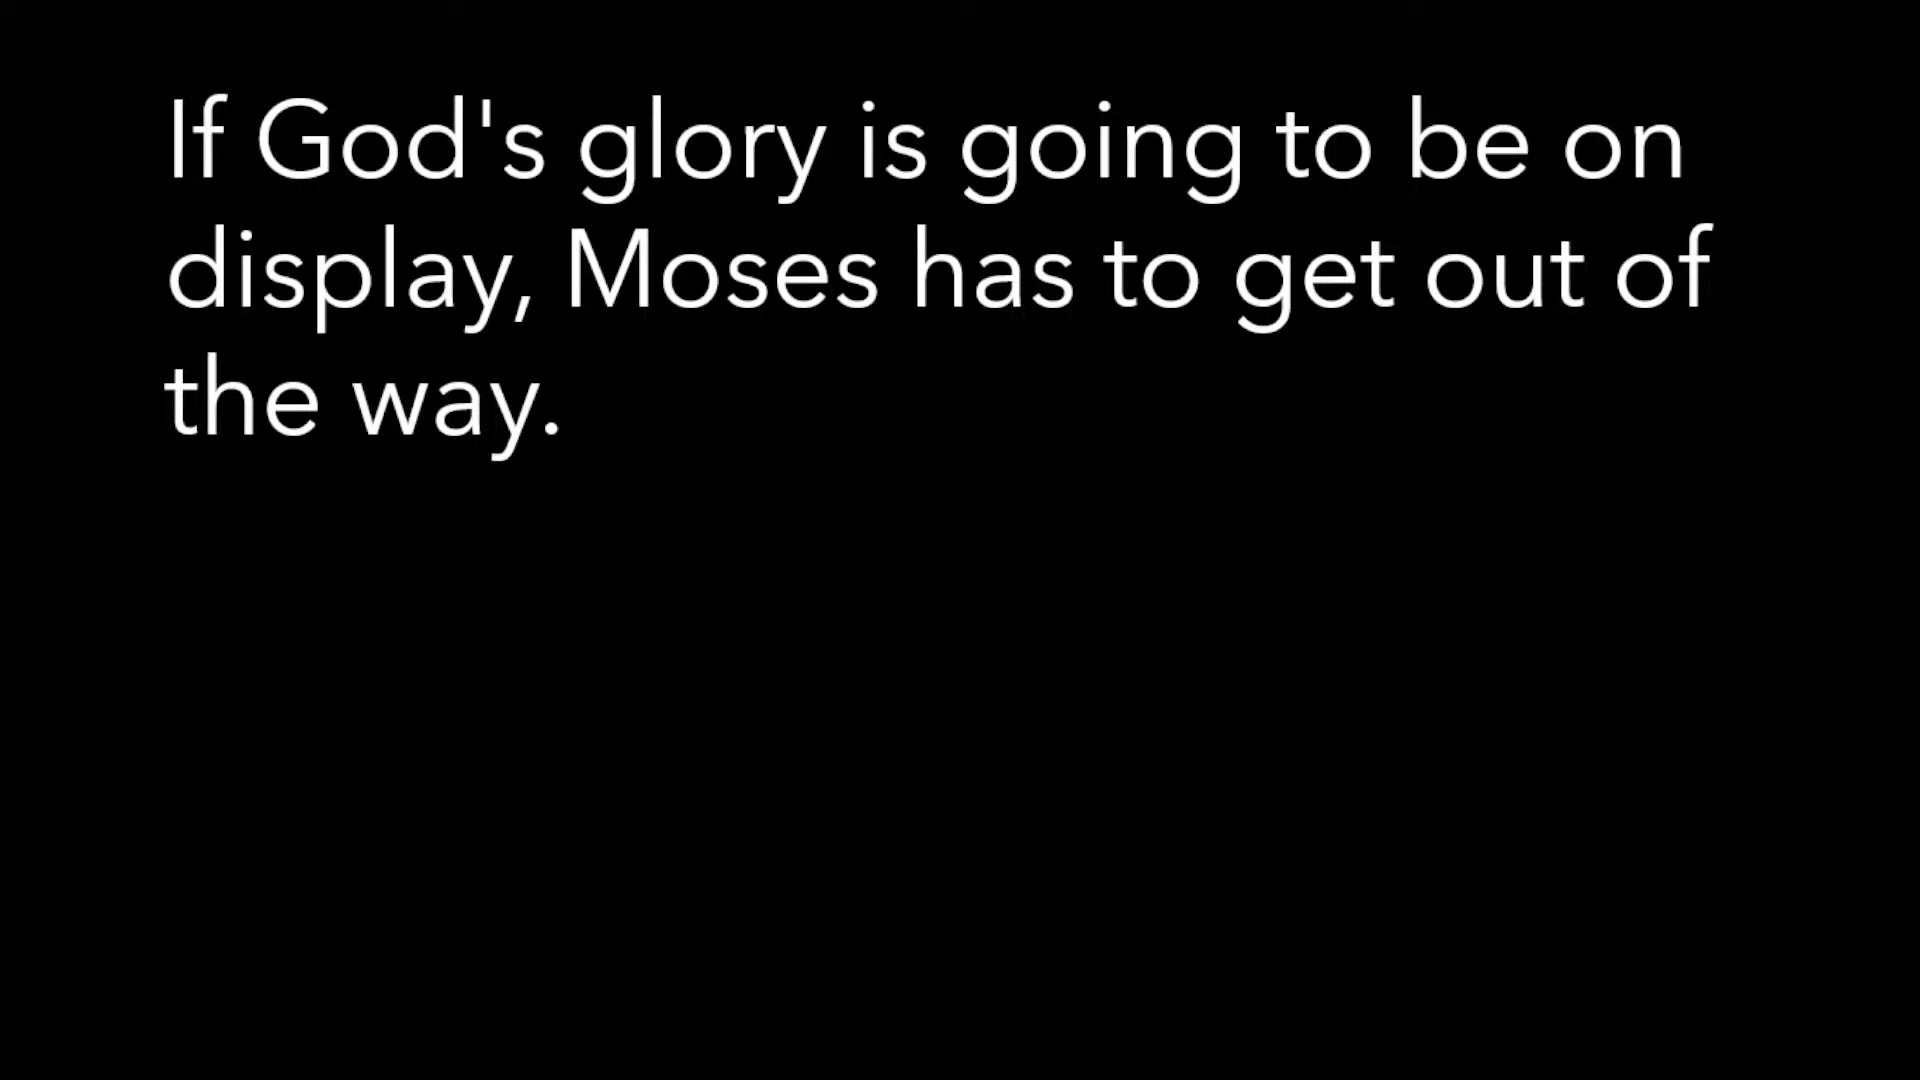 If God's glory is going to be on
display, Moses has to get out of
the way.